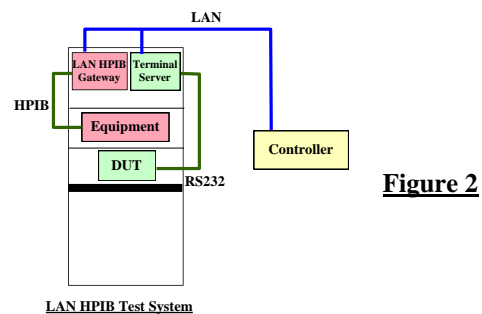 LAN
LAN HPIB
Gateway
Terminal
Server
HPIB
Equipment
Controller
DUT
RS232
Figure 2
LAN HPIB Test System